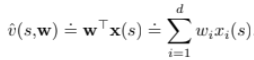 v̂(s,w) ≐ w⊤x(s) ≐ ∑_{i=1}^{d} w_i x_i(s)